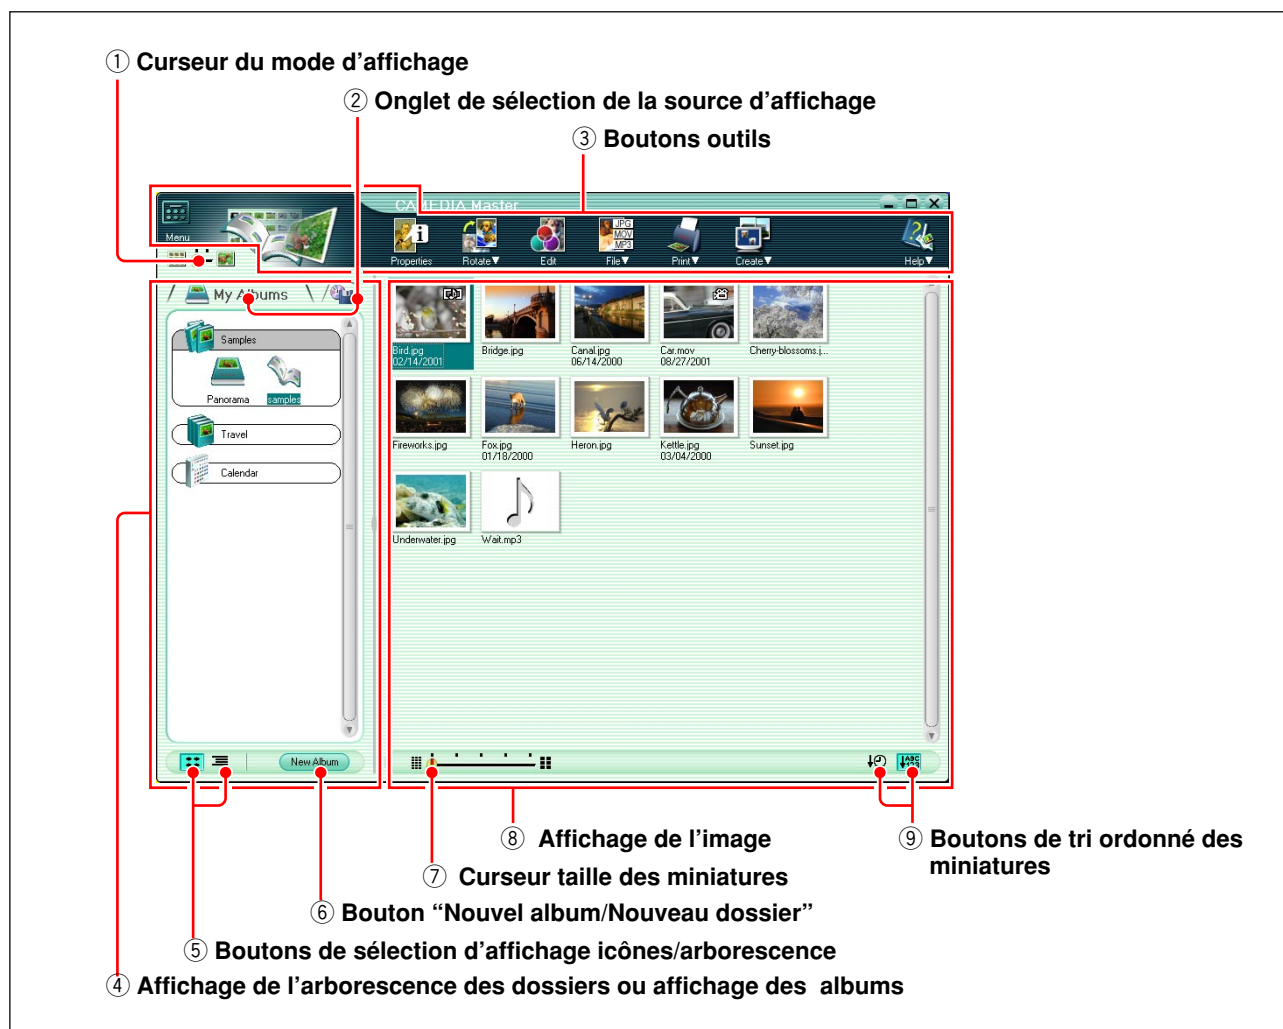 ① Curseur du mode d’affichage
② Onglet de sélection de la source d’affichage
③ Boutons outils
CAMEDIA Master
Menu
Properties
Rotate▼
Edit
JPG
MOV
MP3
File▼
Print▼
Create▼
Help▼
My Albums
Samples
Panorama
samples
Travel
Calendar
Bird.jpg
02/14/2001
Bridge.jpg
Canal.jpg
06/14/2000
Car.mov
08/27/2001
Cherry-blossoms.j...
Fireworks.jpg
Fox.jpg
01/18/2000
Heron.jpg
Kettle.jpg
03/04/2000
Sunset.jpg
Underwater.jpg
Wait.mp3
New Album
ABC
123
⑧ Affichage de l’image
⑨ Boutons de tri ordonné des
miniatures
⑦ Curseur taille des miniatures
⑥ Bouton “Nouvel album/Nouveau dossier”
⑤ Boutons de sélection d’affichage icônes/arborescence
④ Affichage de l’arborescence des dossiers ou affichage des albums